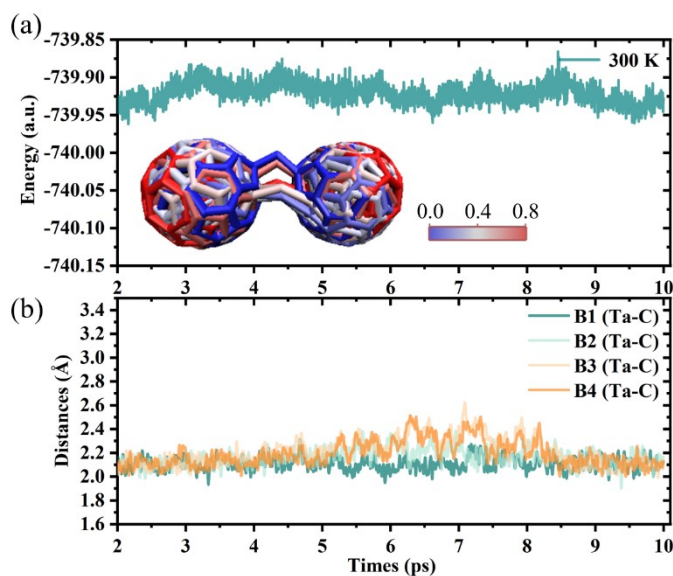 (a)
-739.85
-739.90
-739.95
-740.00
-740.05
-740.10
-740.15
Energy (a.u.)
300 K
0.0 0.4 0.8
2 3 4 5 6 7 8 9 10
(b)
3.4
3.2
3.0
2.8
2.6
2.4
2.2
2.0
1.8
1.6
Distances (Å)
B1 (Ta-C)
B2 (Ta-C)
B3 (Ta-C)
B4 (Ta-C)
2 3 4 5 6 7 8 9 10
Times (ps)